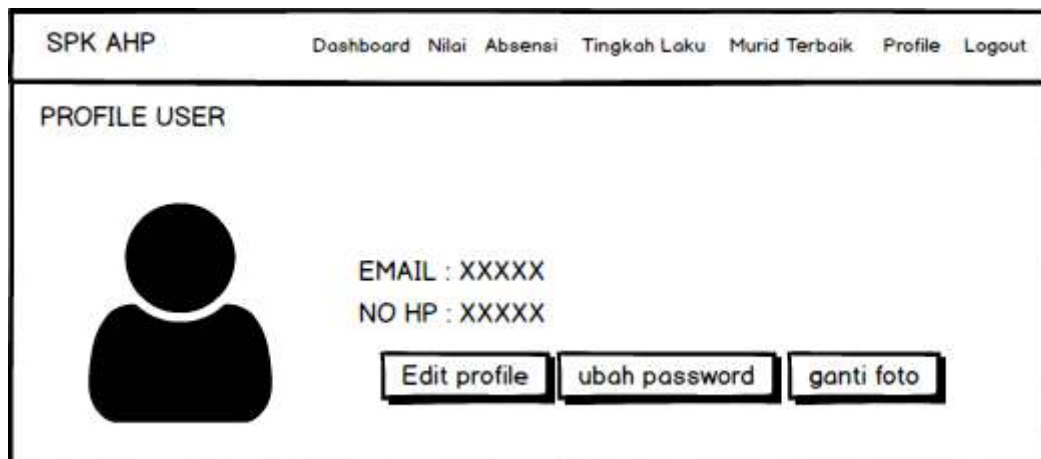 SPK AHP Dashboard Nilai Absensi Tingkah Laku Murid Terbaik Profile Logout
PROFILE USER
EMAIL : XXXXX
NO HP : XXXXX
Edit profile ubah password ganti foto